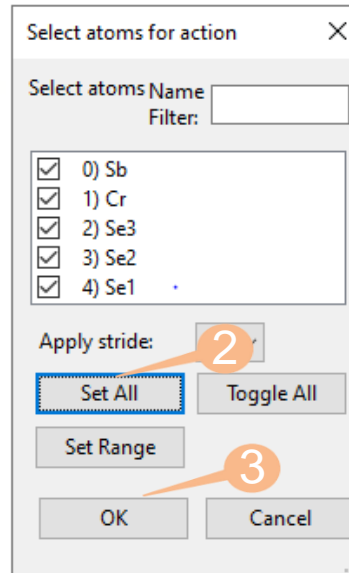 Select atoms for action
Select atoms Name Filter:
0) Sb
1) Cr
2) Se3
3) Se2
4) Se1
Apply stride:
2
Set All Toggle All
Set Range
3
OK Cancel